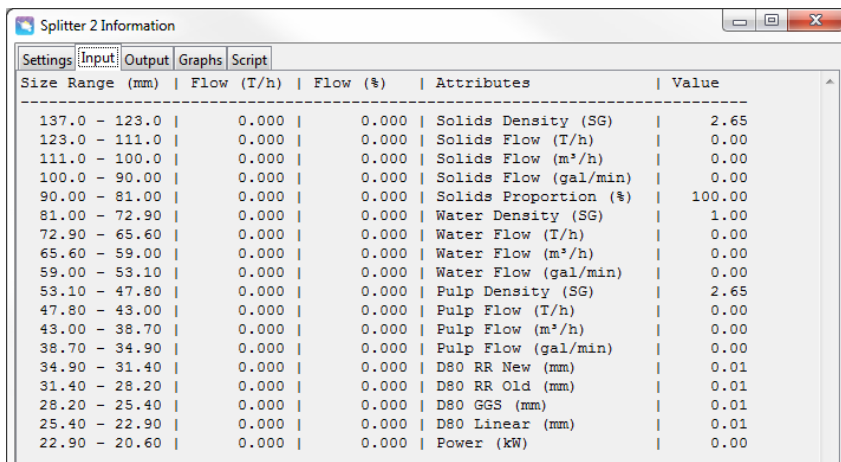 Splitter 2 Information
Settings Input Output Graphs Script
Size Range (mm) | Flow (T/h) | Flow (%) | Attributes | Value
--------------------------------------------------------------------------------
137.0 - 123.0 | 0.000 | 0.000 | Solids Density (SG) | 2.65
123.0 - 111.0 | 0.000 | 0.000 | Solids Flow (T/h) | 0.00
111.0 - 100.0 | 0.000 | 0.000 | Solids Flow (m³/h) | 0.00
100.0 - 90.00 | 0.000 | 0.000 | Solids Flow (gal/min) | 0.00
90.00 - 81.00 | 0.000 | 0.000 | Solids Proportion (%) | 100.00
81.00 - 72.90 | 0.000 | 0.000 | Water Density (SG) | 1.00
72.90 - 65.60 | 0.000 | 0.000 | Water Flow (T/h) | 0.00
65.60 - 59.00 | 0.000 | 0.000 | Water Flow (m³/h) | 0.00
59.00 - 53.10 | 0.000 | 0.000 | Water Flow (gal/min) | 0.00
53.10 - 47.80 | 0.000 | 0.000 | Pulp Density (SG) | 2.65
47.80 - 43.00 | 0.000 | 0.000 | Pulp Flow (T/h) | 0.00
43.00 - 38.70 | 0.000 | 0.000 | Pulp Flow (m³/h) | 0.00
38.70 - 34.90 | 0.000 | 0.000 | Pulp Flow (gal/min) | 0.00
34.90 - 31.40 | 0.000 | 0.000 | D80 RR New (mm) | 0.01
31.40 - 28.20 | 0.000 | 0.000 | D80 RR Old (mm) | 0.01
28.20 - 25.40 | 0.000 | 0.000 | D80 GGS (mm) | 0.01
25.40 - 22.90 | 0.000 | 0.000 | D80 Linear (mm) | 0.01
22.90 - 20.60 | 0.000 | 0.000 | Power (kW) | 0.00